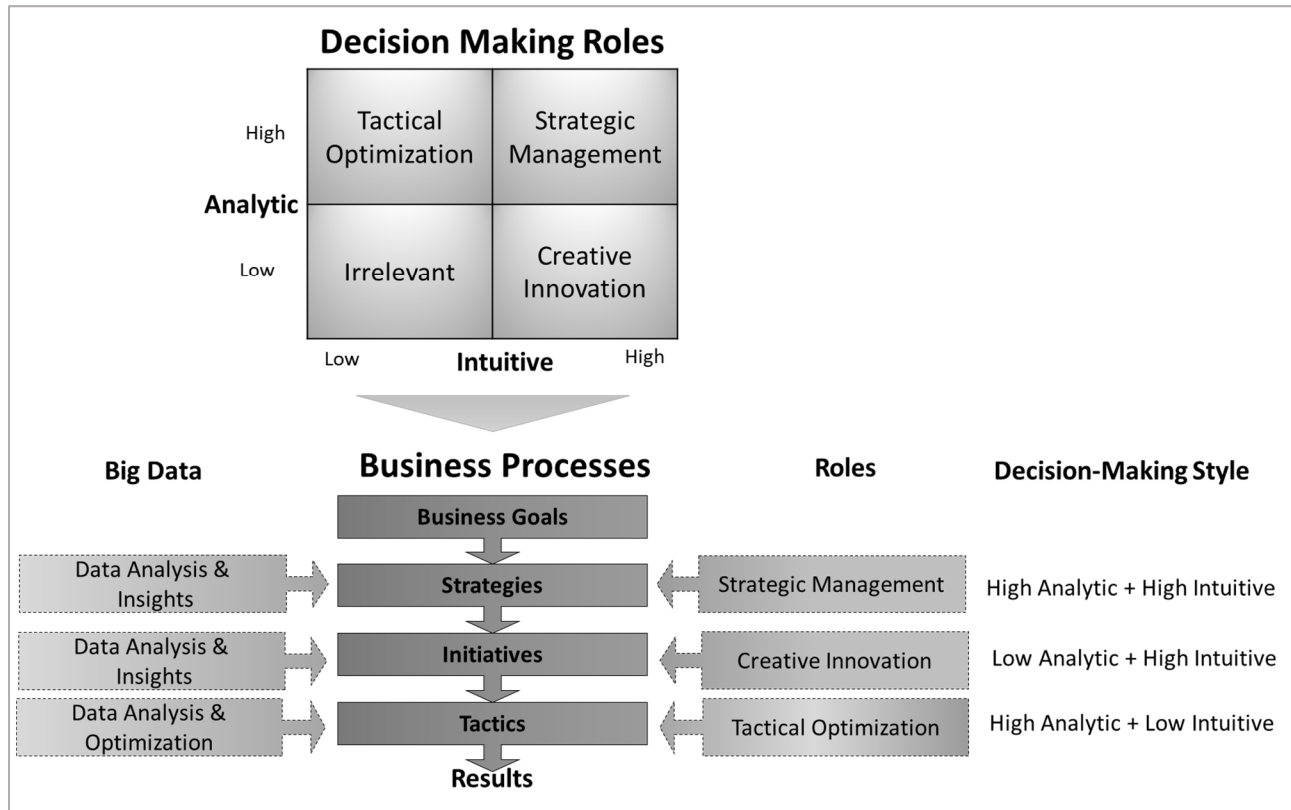 Decision Making Roles
High
Analytic
Low
Tactical
Optimization
Strategic
Management
Irrelevant
Creative
Innovation
Low
Intuitive
High
Big Data
Business Processes
Roles
Decision-Making Style
Business Goals
Data Analysis &
Insights
Strategies
Strategic Management
High Analytic + High Intuitive
Data Analysis &
Insights
Initiatives
Creative Innovation
Low Analytic + High Intuitive
Data Analysis &
Optimization
Tactics
Tactical Optimization
High Analytic + Low Intuitive
Results